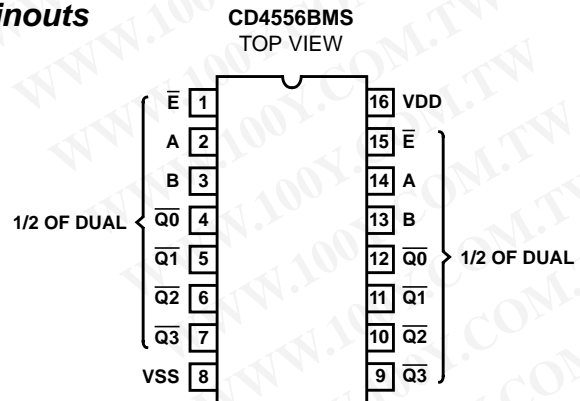 inouts
CD4556BMS
TOP VIEW
E̅ 1
A 2
B 3
Q̅0̅ 4
Q̅1̅ 5
Q̅2̅ 6
Q̅3̅ 7
VSS 8
1/2 OF DUAL
16 VDD
15 E̅
14 A
13 B
12 Q̅0̅
11 Q̅1̅
10 Q̅2̅
9 Q̅3̅
1/2 OF DUAL
WWW.100Y.COM.TW